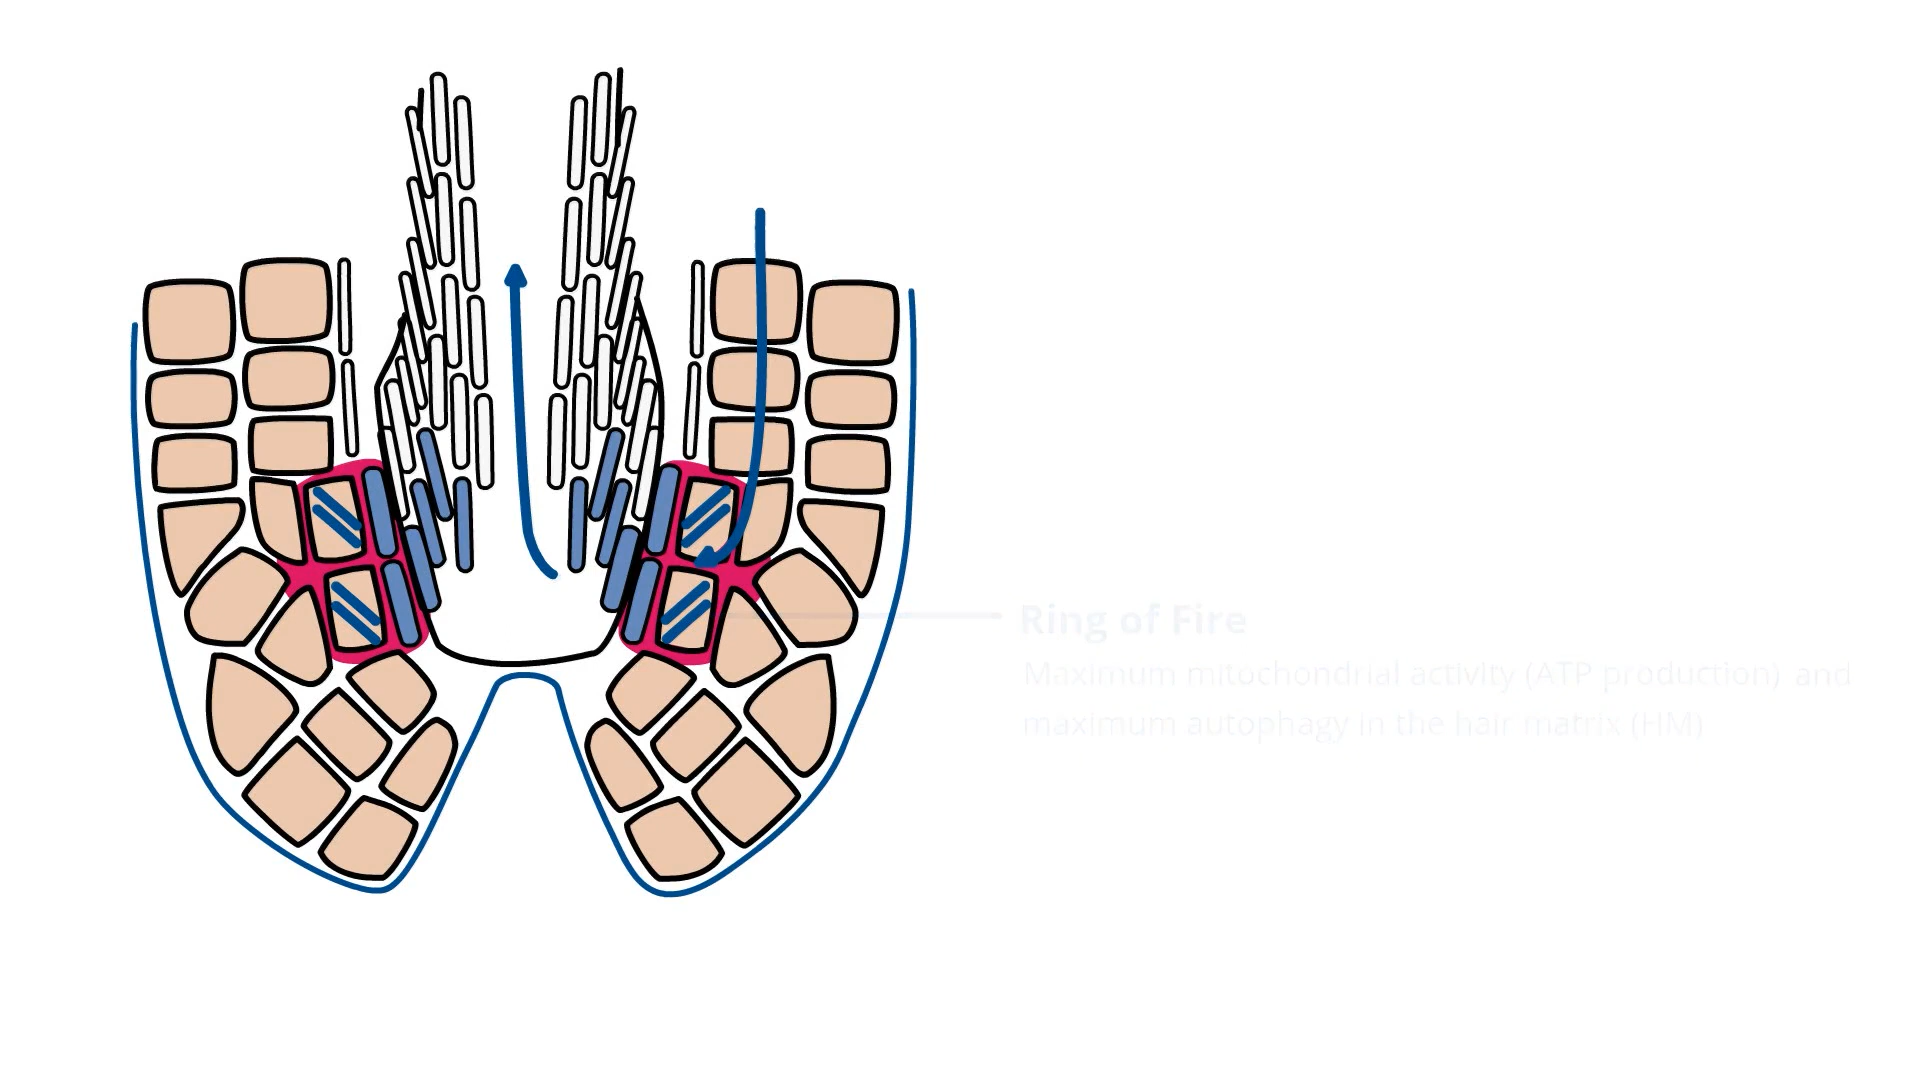 Ring of Fire
Maximum mitochondrial activity (ATP production) and
maximum autophagy in the hair matrix (HM)